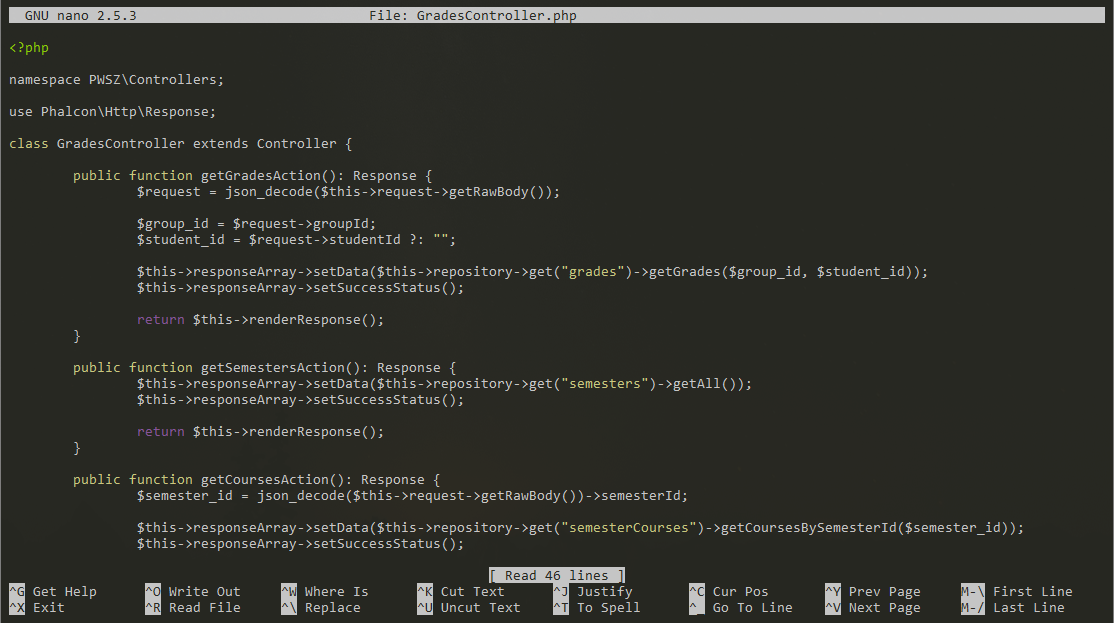 GNU nano 2.5.3 File: GradesController.php
<?php
namespace PWSZ\Controllers;
use Phalcon\Http\Response;
class GradesController extends Controller {
public function getGradesAction(): Response {
$request = json_decode($this->request->getRawBody());
$group_id = $request->groupId;
$student_id = $request->studentId ?: "";
$this->responseArray->setData($this->repository->get("grades")->getGrades($group_id, $student_id));
$this->responseArray->setSuccessStatus();
return $this->renderResponse();
}
public function getSemestersAction(): Response {
$this->responseArray->setData($this->repository->get("semesters")->getAll());
$this->responseArray->setSuccessStatus();
return $this->renderResponse();
}
public function getCoursesAction(): Response {
$semester_id = json_decode($this->request->getRawBody())->semesterId;
$this->responseArray->setData($this->repository->get("semesterCourses")->getCoursesBySemesterId($semester_id));
$this->responseArray->setSuccessStatus();
[ Read 46 lines ]
^G Get Help ^O Write Out ^W Where Is ^K Cut Text ^J Justify ^C Cur Pos ^Y Prev Page M-\ First Line
^X Exit ^R Read File ^\ Replace ^U Uncut Text ^T To Spell ^_ Go To Line ^V Next Page M-/ Last Line